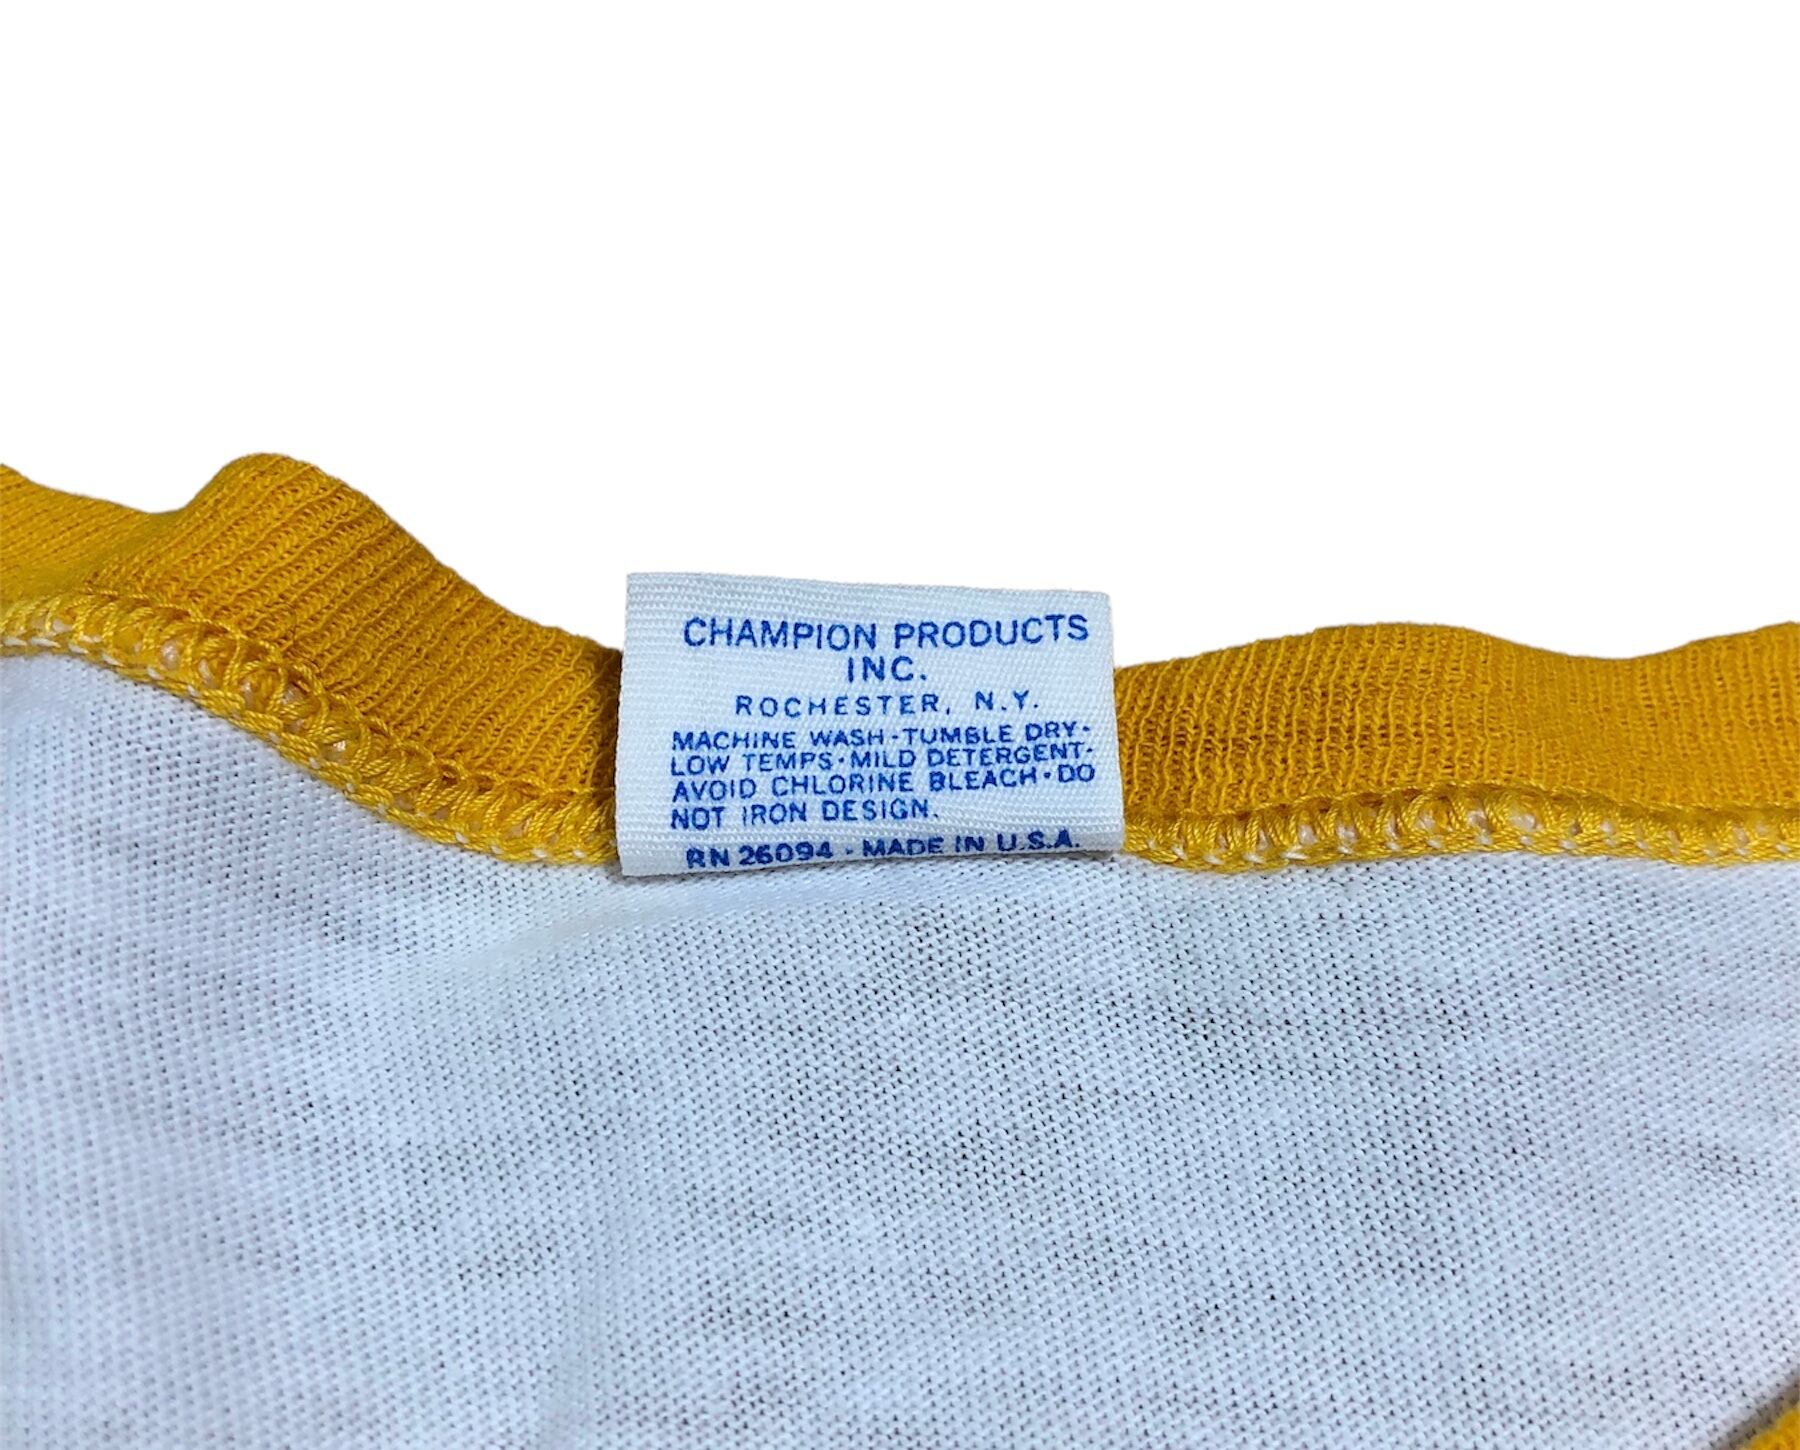 CHAMPION PRODUCTS
INC.
ROCHESTER, N.Y.
MACHINE WASH·TUMBLE DRY·
LOW TEMPS·MILD DETERGENT·
AVOID CHLORINE BLEACH·DO
NOT IRON DESIGN.
RN 26094 · MADE IN U.S.A.